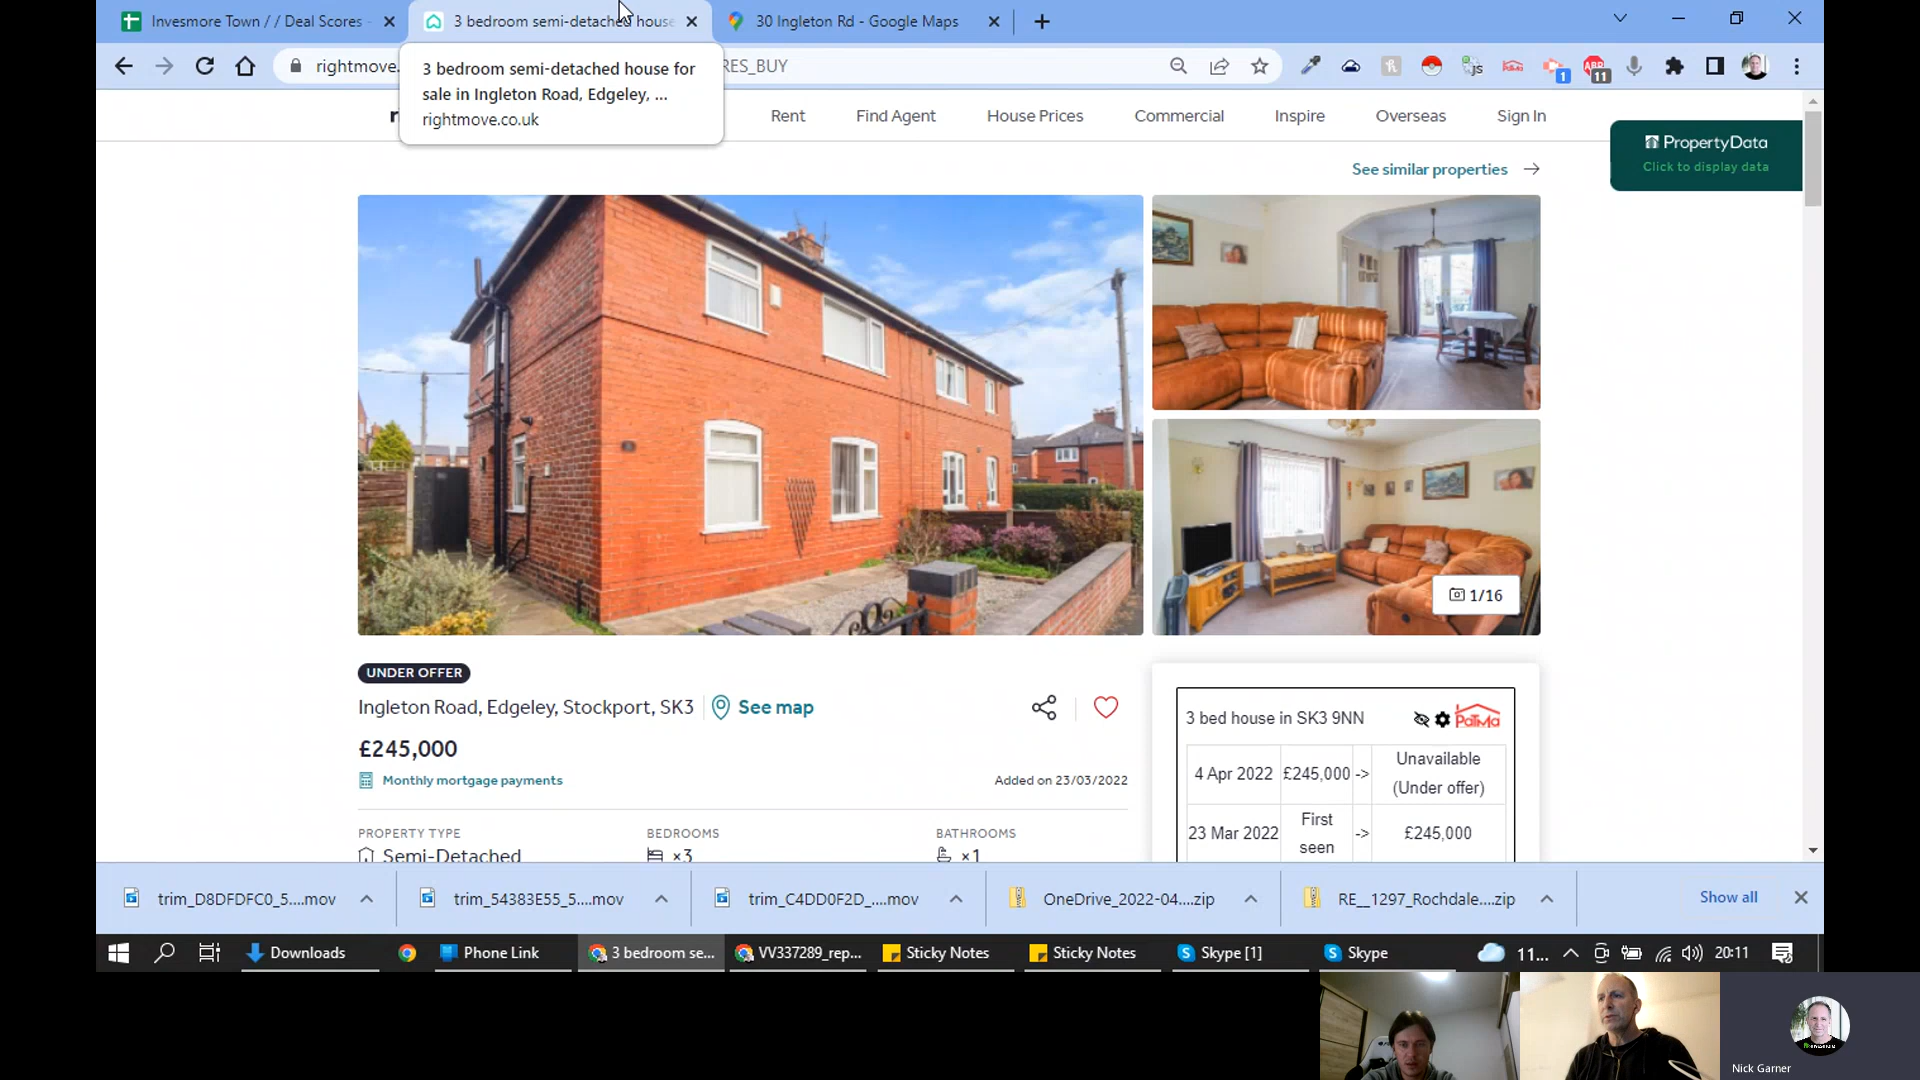 Invesmore Town // Deal Scores -
3 bedroom semi-detached house
30 Ingleton Rd - Google Maps
rightmove.
RES_BUY
1
11
3 bedroom semi-detached house for
sale in Ingleton Road, Edgeley, ...
rightmove.co.uk
r
Rent
Find Agent
House Prices
Commercial
Inspire
Overseas
Sign In
PropertyData
Click to display data
See similar properties
1/16
UNDER OFFER
Ingleton Road, Edgeley, Stockport, SK3
See map
£245,000
Monthly mortgage payments
Added on 23/03/2022
PROPERTY TYPE
BEDROOMS
BATHROOMS
Semi-Detached
×3
×1
3 bed house in SK3 9NN
PaTMa
4 Apr 2022 £245,000 -> Unavailable
(Under offer)
23 Mar 2022 First
seen -> £245,000
trim_D8DFDFC0_5....mov
trim_54383E55_5....mov
trim_C4DD0F2D_....mov
OneDrive_2022-04....zip
RE__1297_Rochdale....zip
Show all
Downloads
Phone Link
3 bedroom se...
VV337289_rep...
Sticky Notes
Sticky Notes
Skype [1]
Skype
11...
20:11
Nick Garner